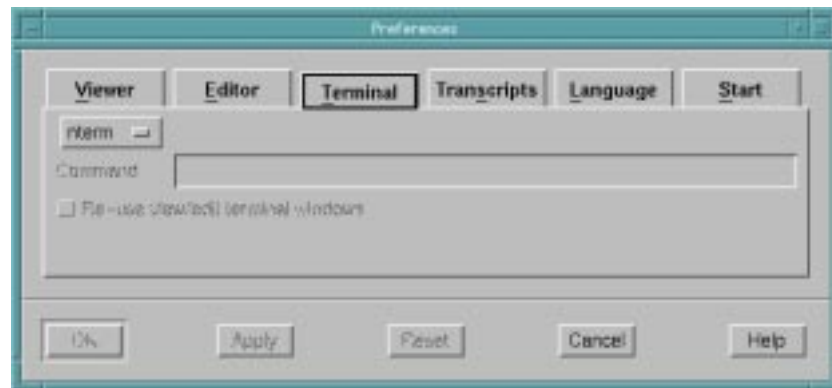 Preferences
Viewer Editor Terminal Transcripts Language Start
nterm
Command
Re-use view/edit terminal windows
OK Apply Reset Cancel Help